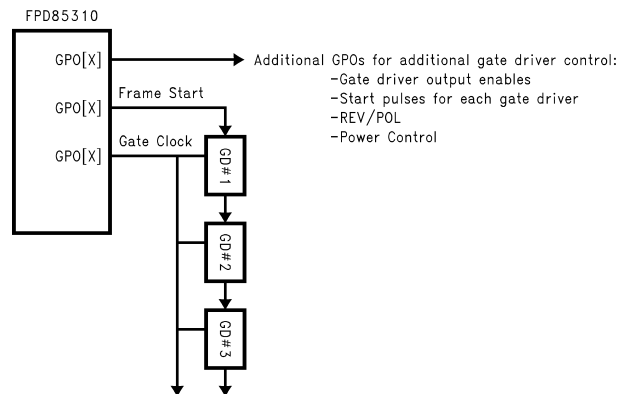 FPD85310
GPO[X]
Additional GPOs for additional gate driver control:
-Gate driver output enables
-Start pulses for each gate driver
-REV/POL
-Power Control
GPO[X]
Frame Start
GPO[X]
Gate Clock
GD#1
GD#2
GD#3